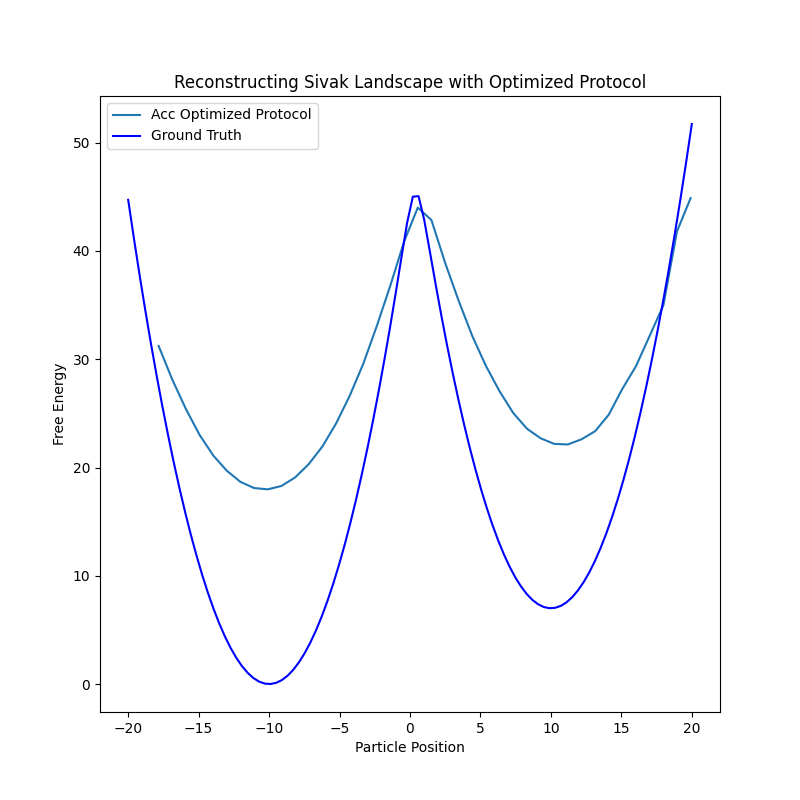 Reconstructing Sivak Landscape with Optimized Protocol
Acc Optimized Protocol
Ground Truth
50
40
30
20
10
0
Free Energy
−20 −15 −10 −5 0 5 10 15 20
Particle Position